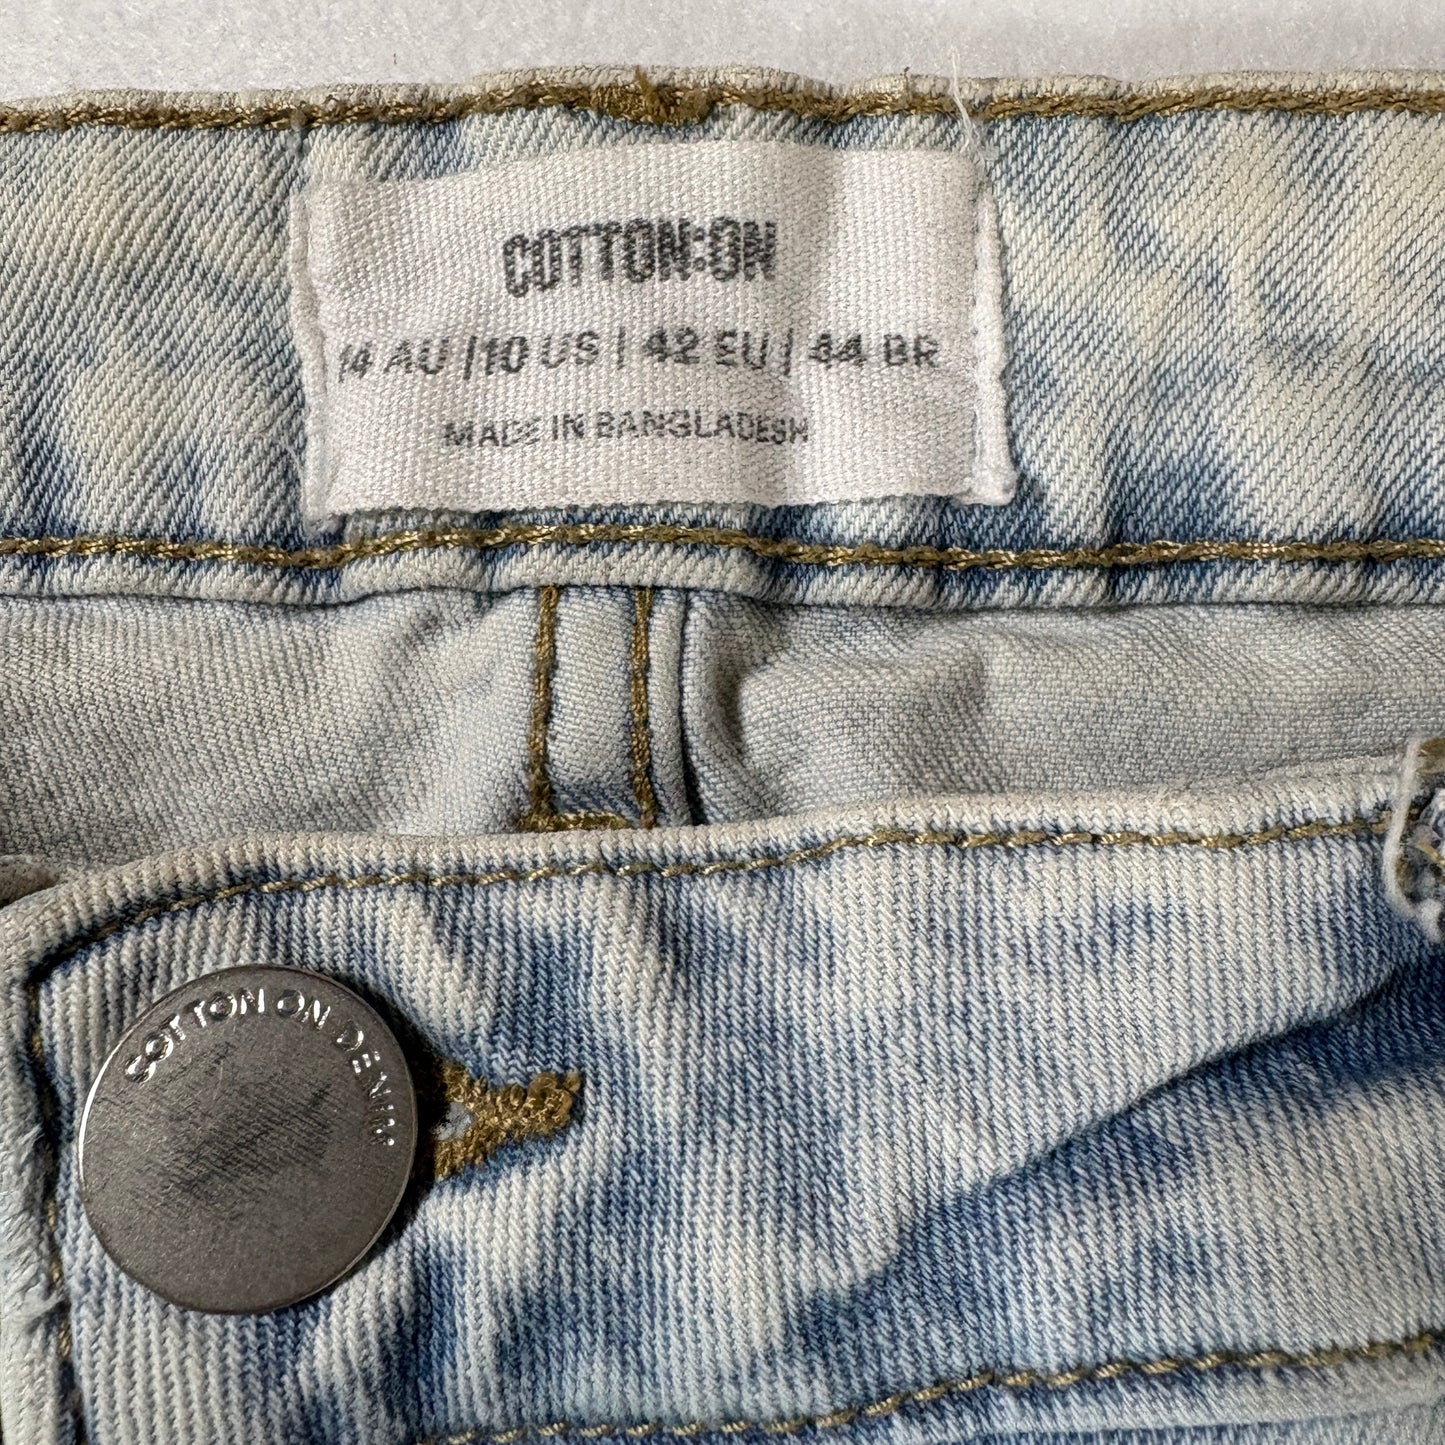 COTTON:ON
14 AU / 10 US | 42 EU / 44 BR
MADE IN BANGLADESH
COTTON ON DENIM